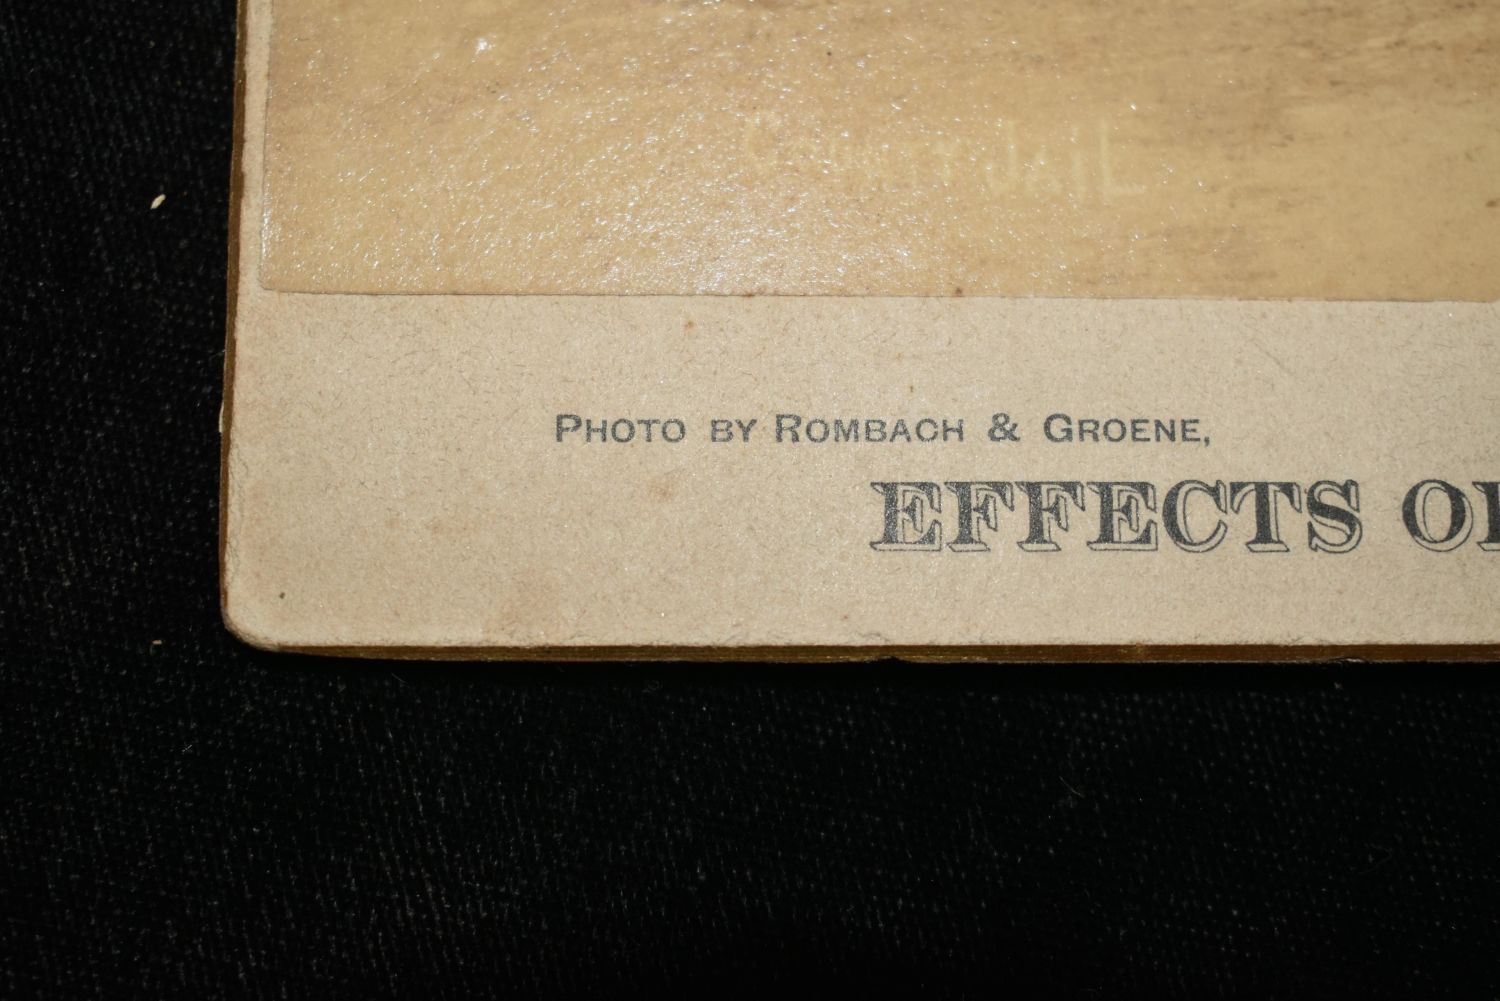 COUNTY JAIL
PHOTO BY ROMBACH & GROENE,
EFFECTS